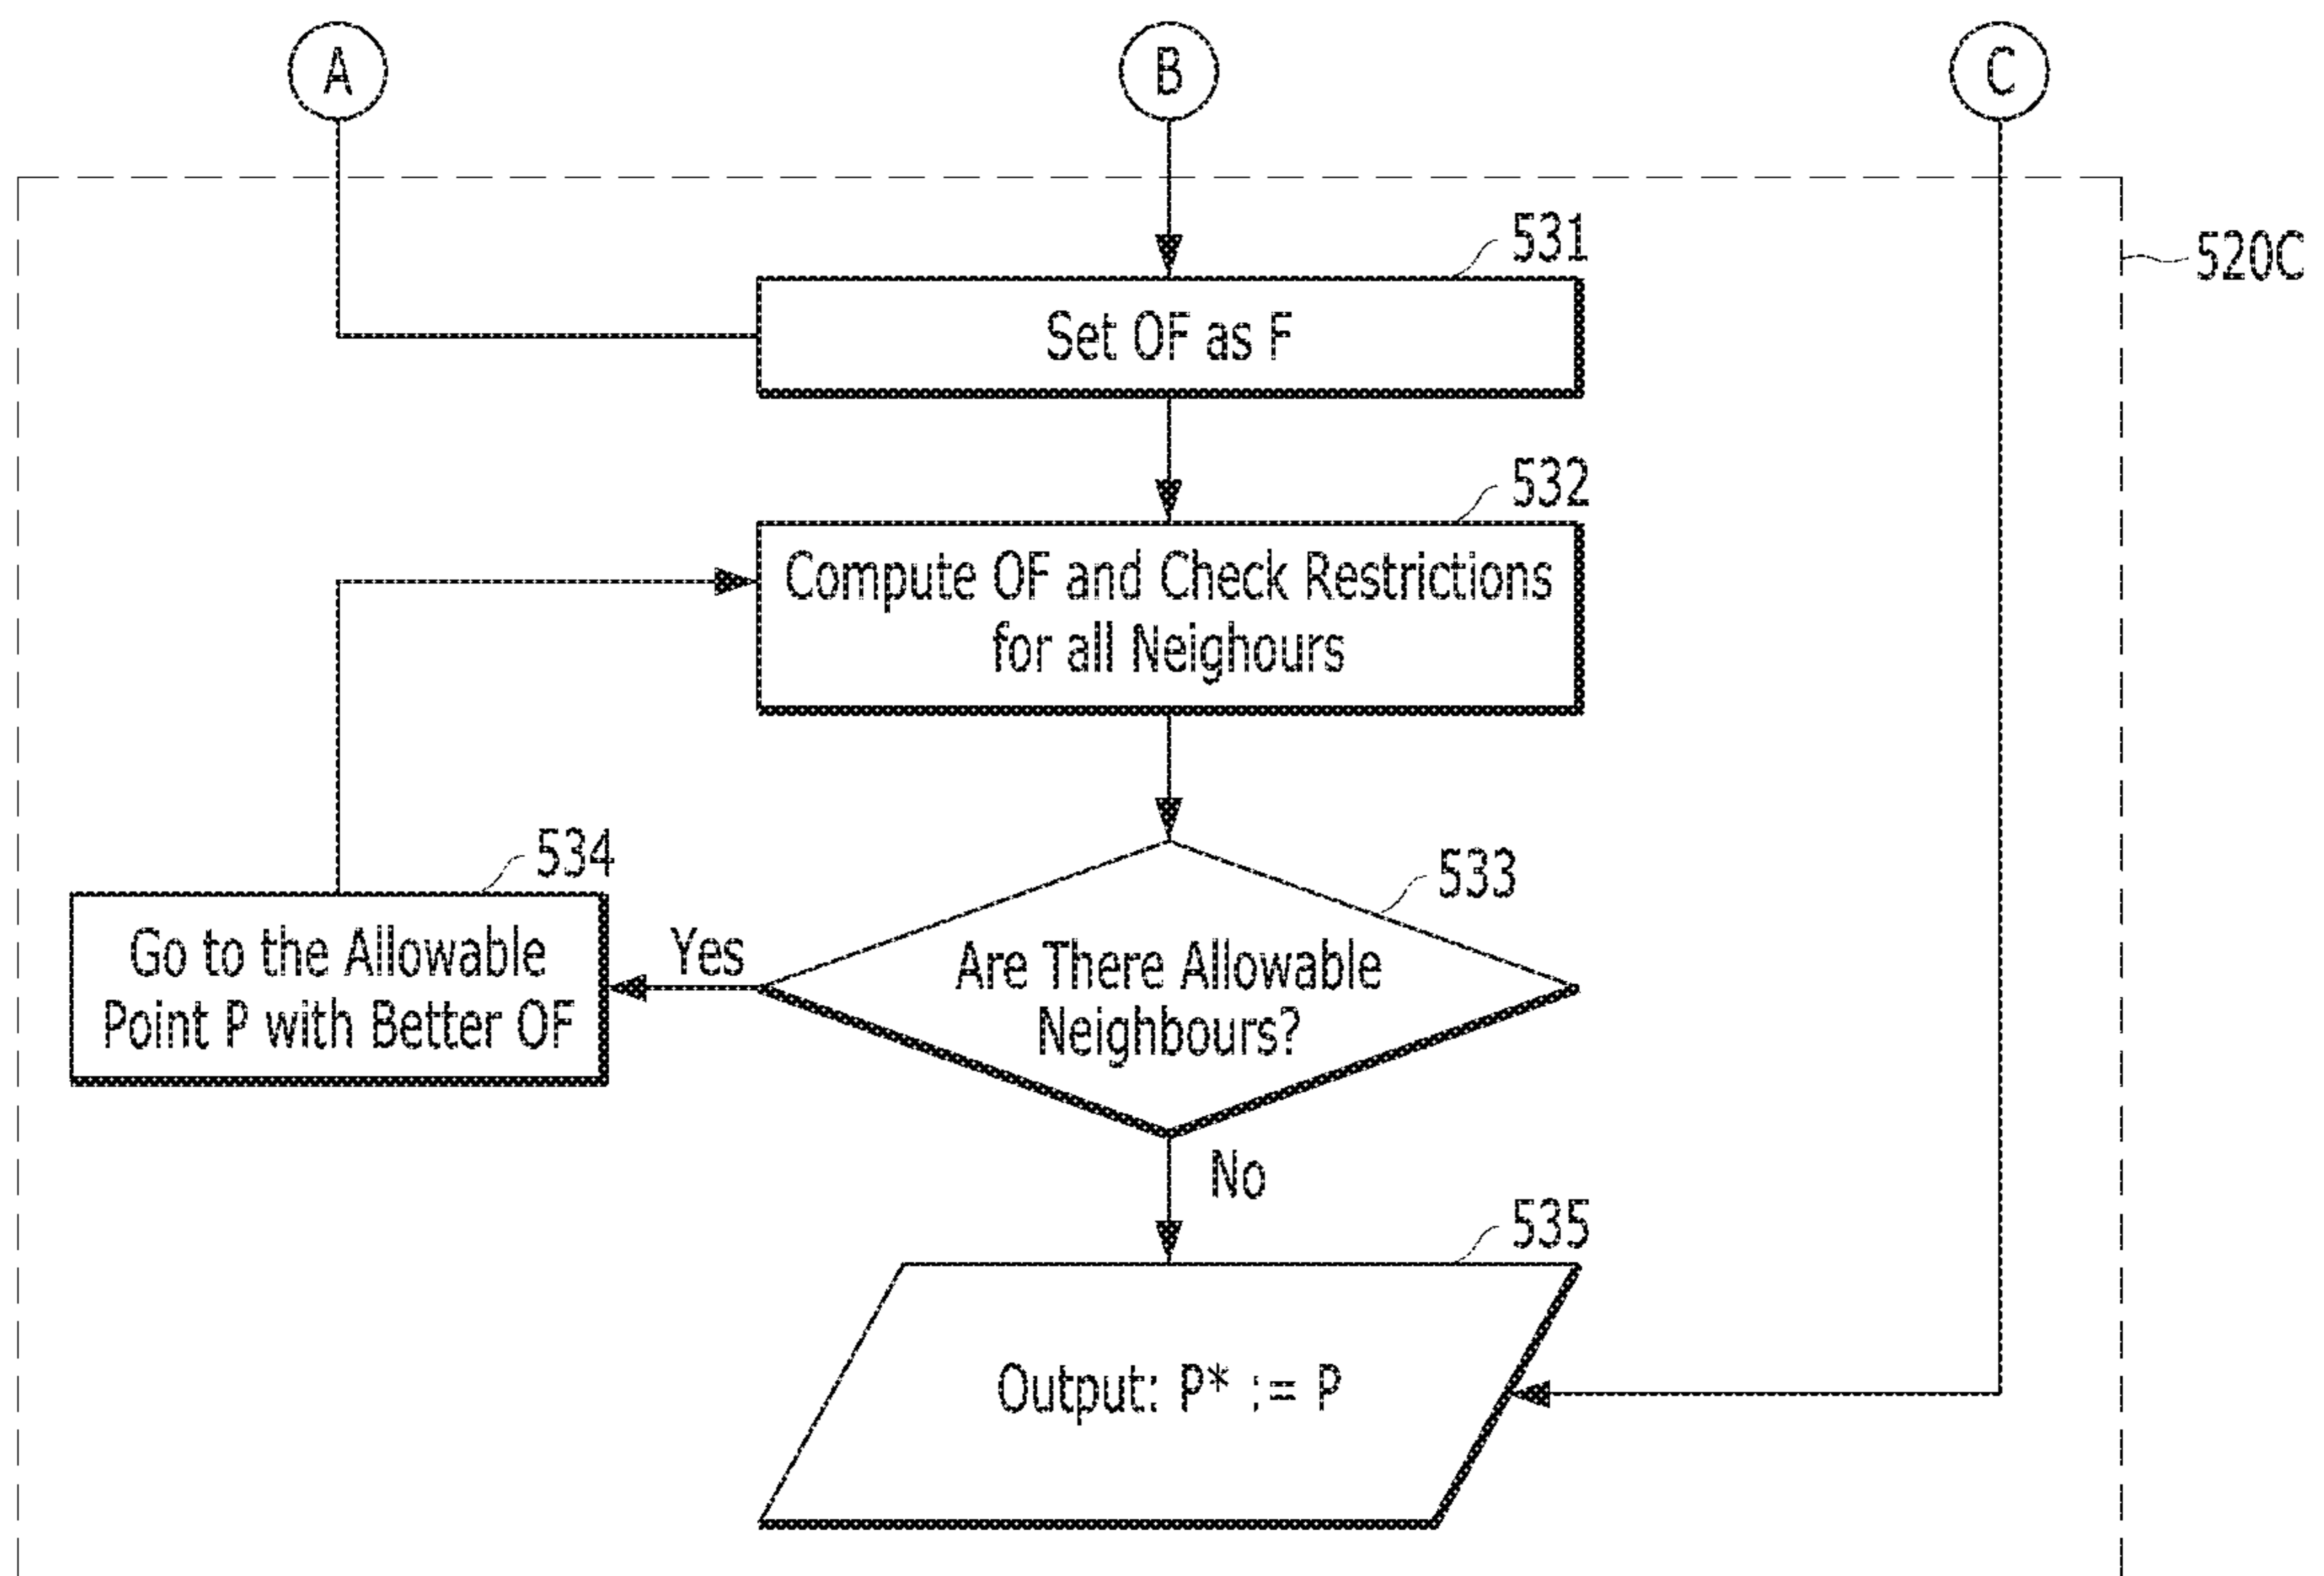 A
B
C
531
520C
Set OF as F
532
Compute OF and Check Restrictions
for all Neighours
534
533
Go to the Allowable
Point P with Better OF
Yes
Are There Allowable
Neighbours?
No
535
Output: P* := P